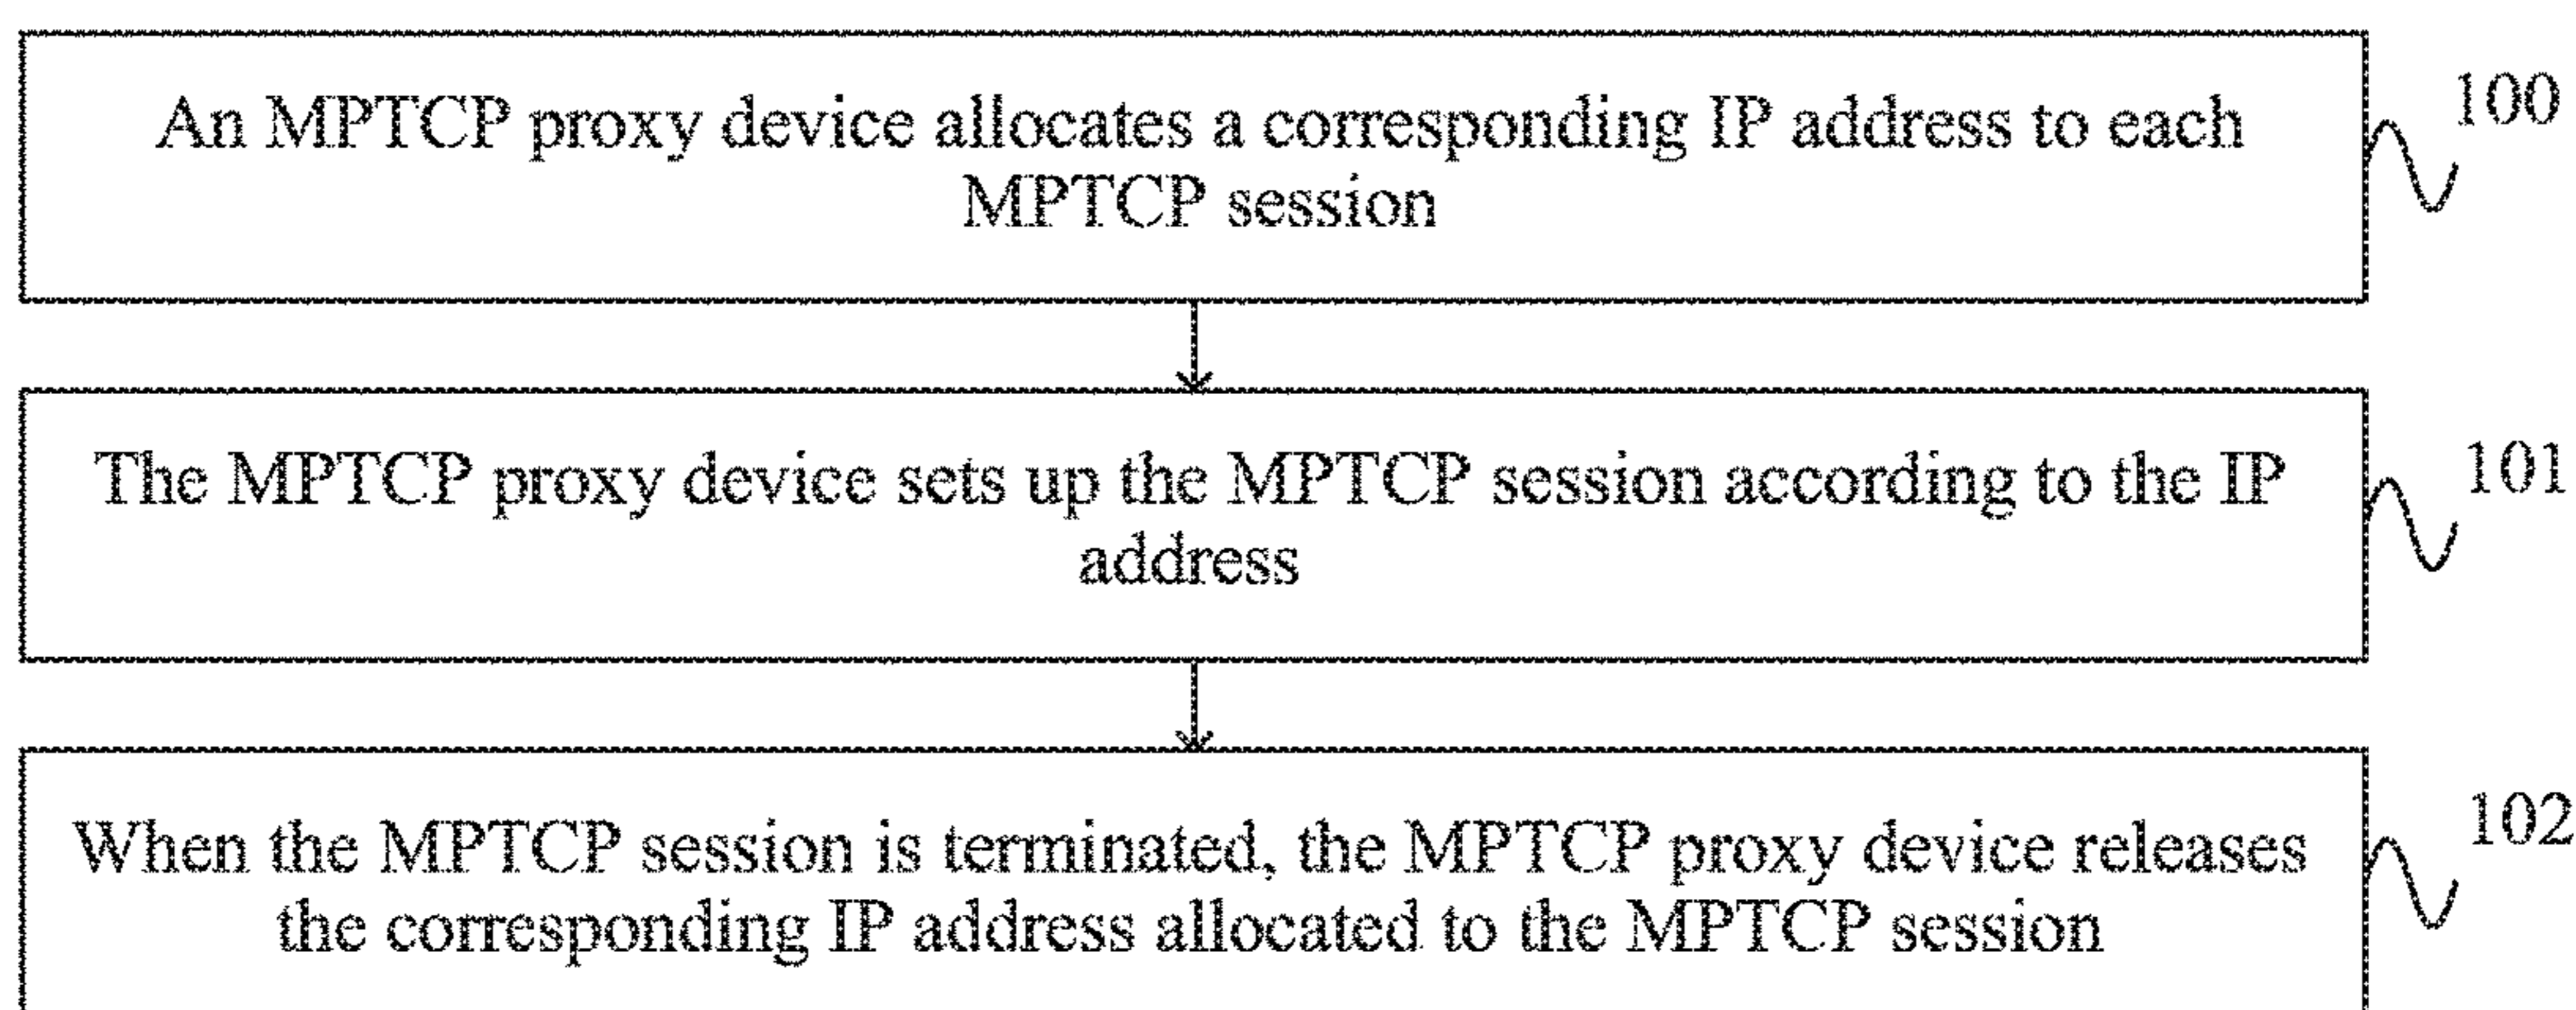 An MPTCP proxy device allocates a corresponding IP address to each
MPTCP session
100
The MPTCP proxy device sets up the MPTCP session according to the IP
address
101
When the MPTCP session is terminated, the MPTCP proxy device releases
the corresponding IP address allocated to the MPTCP session
102